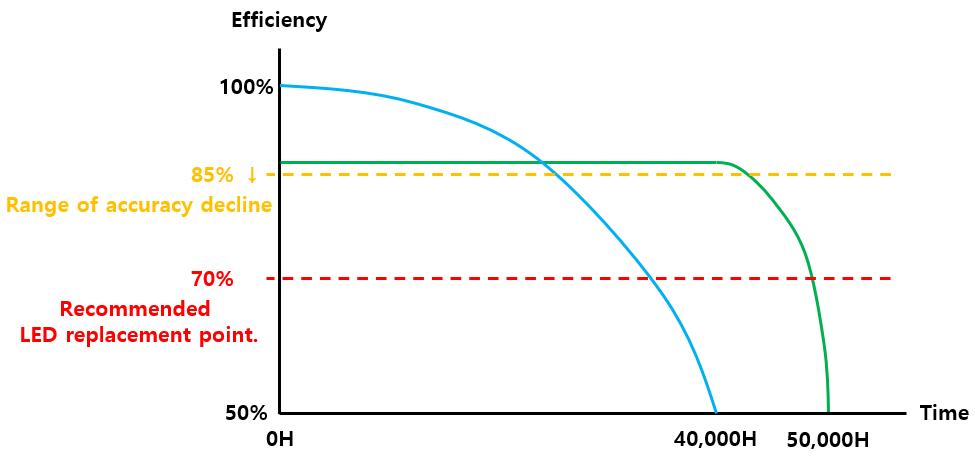 Efficiency
100%
85% ↓
Range of accuracy decline
70%
Recommended
LED replacement point.
50%
Time
0H
40,000H
50,000H